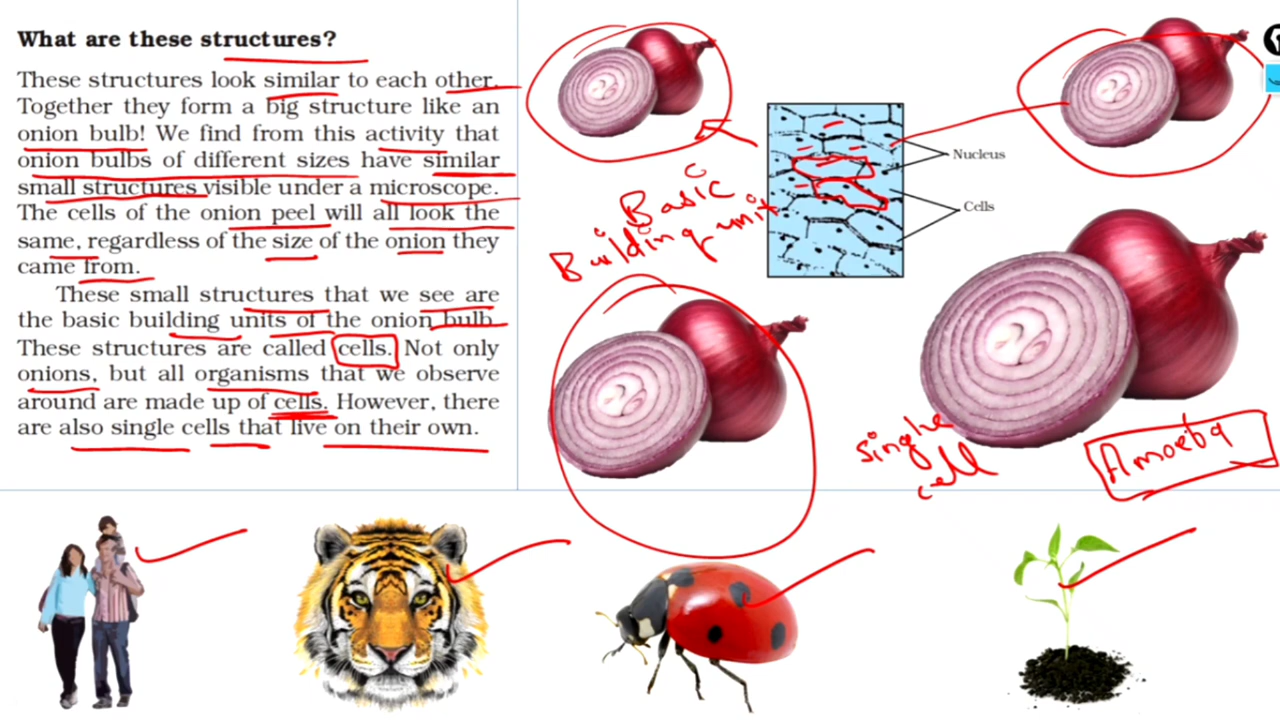 What are these structures?
These structures look similar to each other.
Together they form a big structure like an
onion bulb! We find from this activity that
onion bulbs of different sizes have similar
small structures visible under a microscope.
The cells of the onion peel will all look the
same, regardless of the size of the onion they
came from.
These small structures that we see are
the basic building units of the onion bulb.
These structures are called cells. Not only
onions, but all organisms that we observe
around are made up of cells. However, there
are also single cells that live on their own.
Basic
Building unit
Nucleus
Cells
single
cell
Amoeba